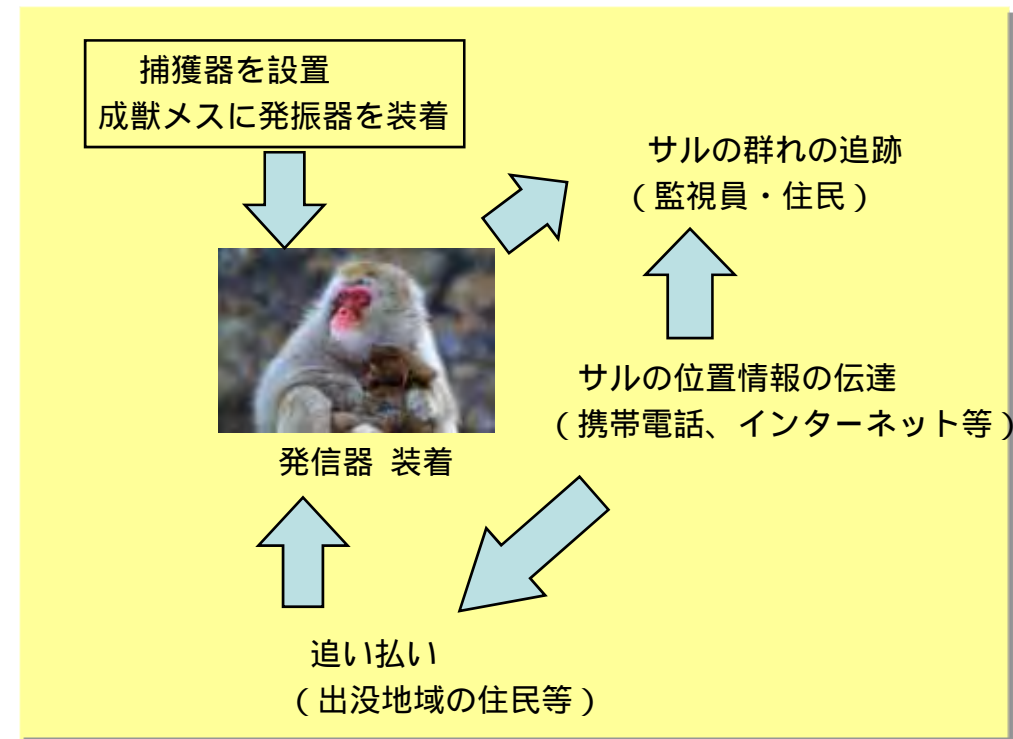 捕獲器を設置
成獣メスに発振器を装着
サルの群れの追跡
（監視員・住民）
サルの位置情報の伝達
（携帯電話、インターネット等）
発信器 装着
追い払い
（出没地域の住民等）